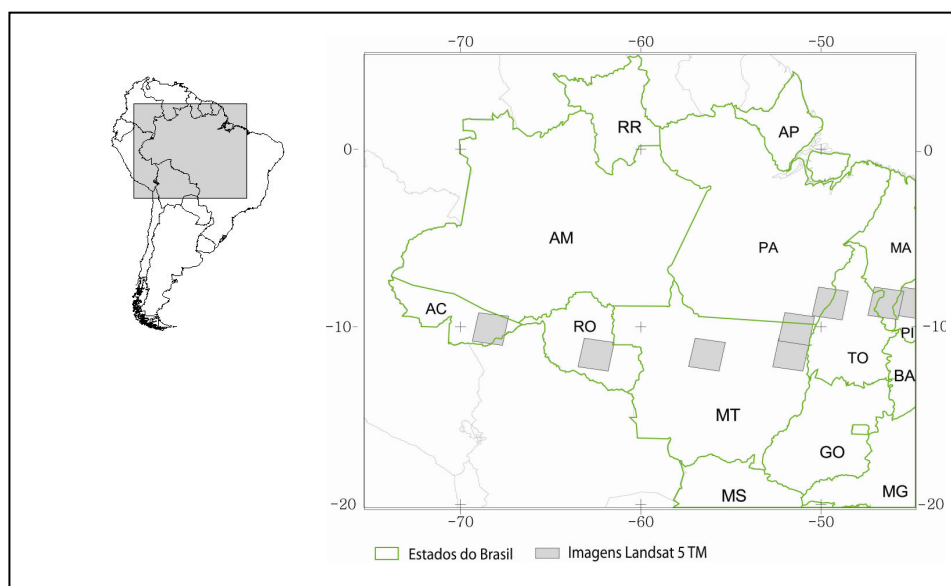 -70 -60 -50
RR
AP
0 0
AM
PA
MA
AC
RO
-10 -10
PI
TO
BA
MT
GO
MG
MS
-20 -20
-70 -60 -50
Estados do Brasil Imagens Landsat 5 TM